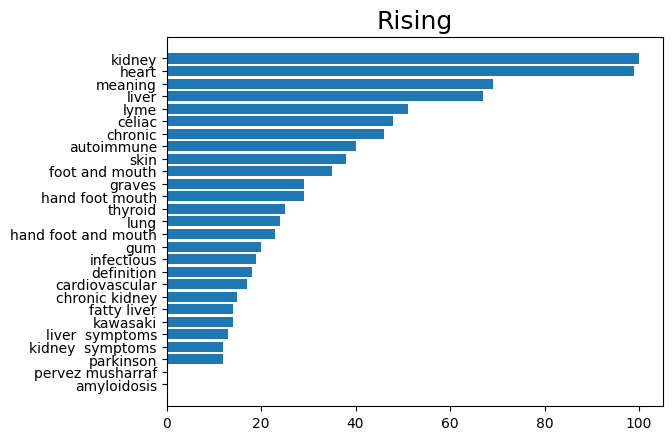 Rising
kidney
heart
meaning
liver
lyme
celiac
chronic
autoimmune
skin
foot and mouth
graves
hand foot mouth
thyroid
lung
hand foot and mouth
gum
infectious
definition
cardiovascular
chronic kidney
fatty liver
kawasaki
liver  symptoms
kidney  symptoms
parkinson
pervez musharraf
amyloidosis
0 20 40 60 80 100